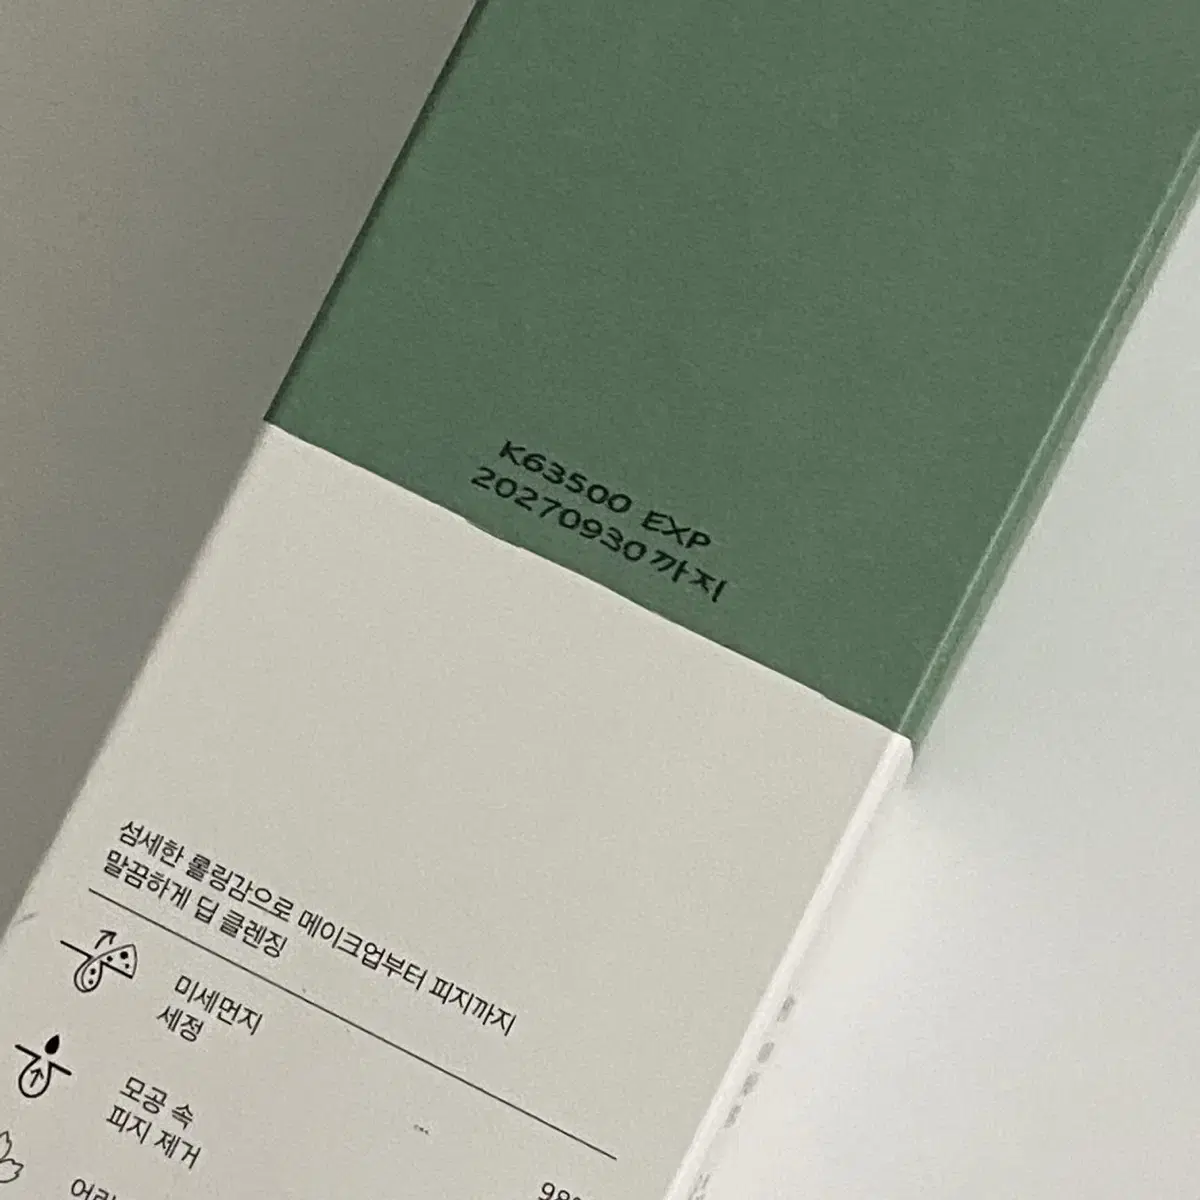 K63500 EXP
20270930까지
섬세한 롤링감으로 메이크업부터 피지까지
말끔하게 딥 클렌징
미세먼지
세정
모공 속
피지 제거